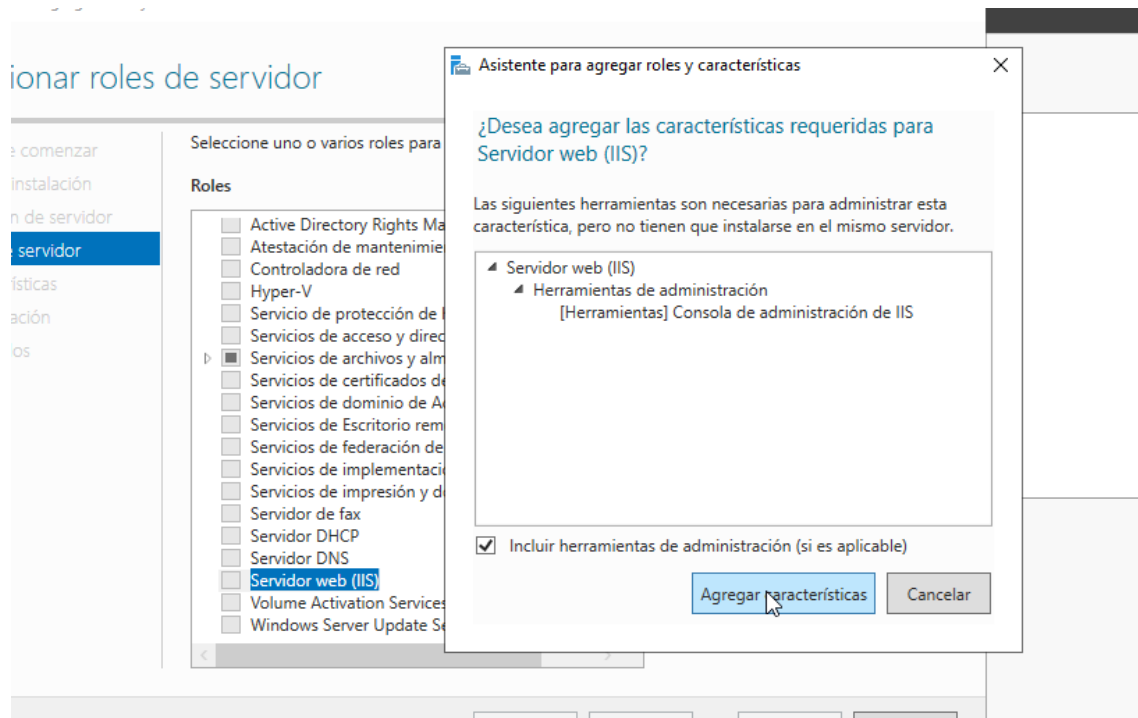 ionar roles de servidor
comenzar
instalación
n de servidor
servidor
ísticas
ación
os
Seleccione uno o varios roles para
Roles
Active Directory Rights Ma
Atestación de mantenimie
Controladora de red
Hyper-V
Servicio de protección de
Servicios de acceso y direc
Servicios de archivos y alm
Servicios de certificados de
Servicios de dominio de A
Servicios de Escritorio rem
Servicios de federación de
Servicios de implementaci
Servicios de impresión y d
Servidor de fax
Servidor DHCP
Servidor DNS
Servidor web (IIS)
Volume Activation Services
Windows Server Update Se
Asistente para agregar roles y características
¿Desea agregar las características requeridas para
Servidor web (IIS)?
Las siguientes herramientas son necesarias para administrar esta
característica, pero no tienen que instalarse en el mismo servidor.
Servidor web (IIS)
Herramientas de administración
[Herramientas] Consola de administración de IIS
Incluir herramientas de administración (si es aplicable)
Agregar características
Cancelar